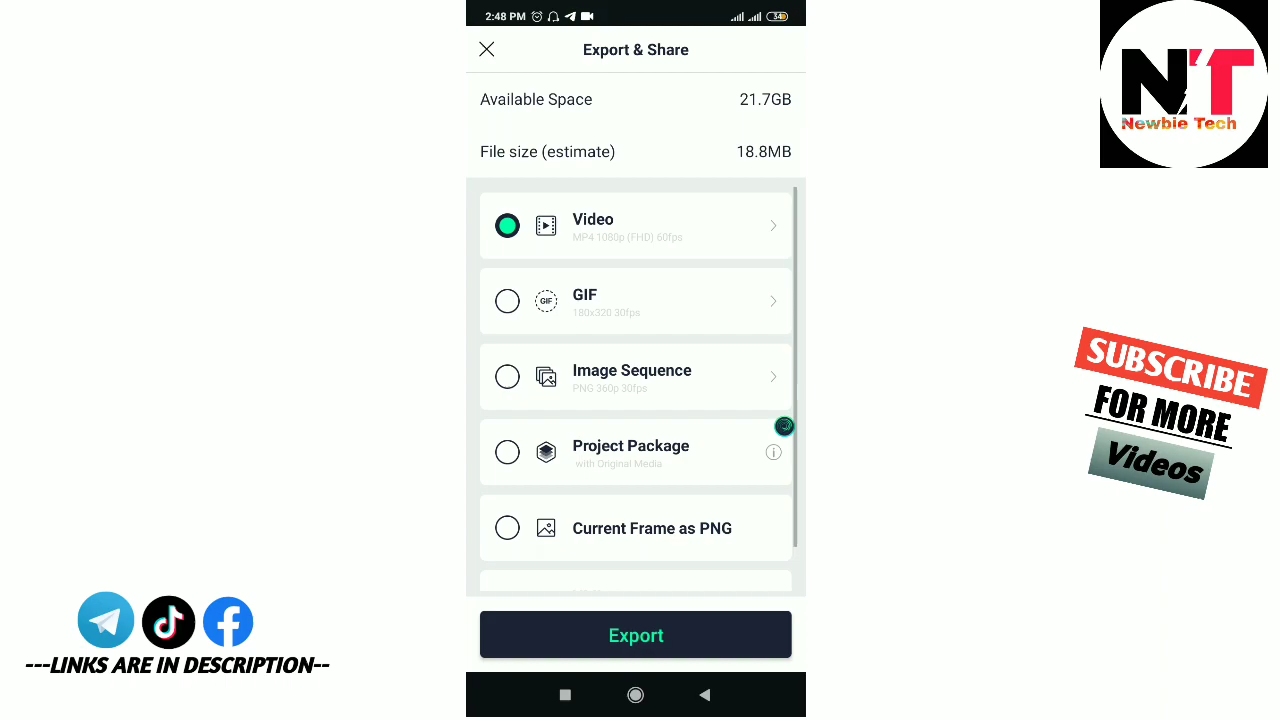 2:48 PM
34
Export & Share
Available Space 21.7GB
File size (estimate) 18.8MB
Video
MP4 1080p (FHD) 60fps
GIF
GIF
180x320 30fps
Image Sequence
PNG 360p 30fps
Project Package
with Original Media
Current Frame as PNG
Export
NT
Newbie Tech
SUBSCRIBE
FOR MORE
Videos
---LINKS ARE IN DESCRIPTION--